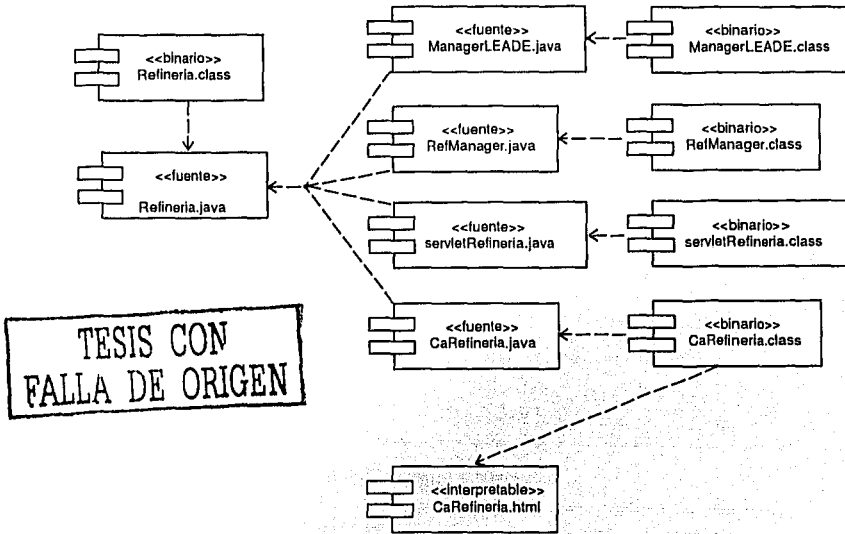 <<binario>>
Refineria.class
<<fuente>>
Refineria.java
<<fuente>>
ManagerLEADE.java
<<binario>>
ManagerLEADE.class
<<fuente>>
RefManager.java
<<binario>>
RefManager.class
<<fuente>>
servletRefineria.java
<<binario>>
servletRefineria.class
<<fuente>>
CaRefineria.java
<<binario>>
CaRefineria.class
<<interpretable>>
CaRefineria.html
TESIS CON
FALLA DE ORIGEN